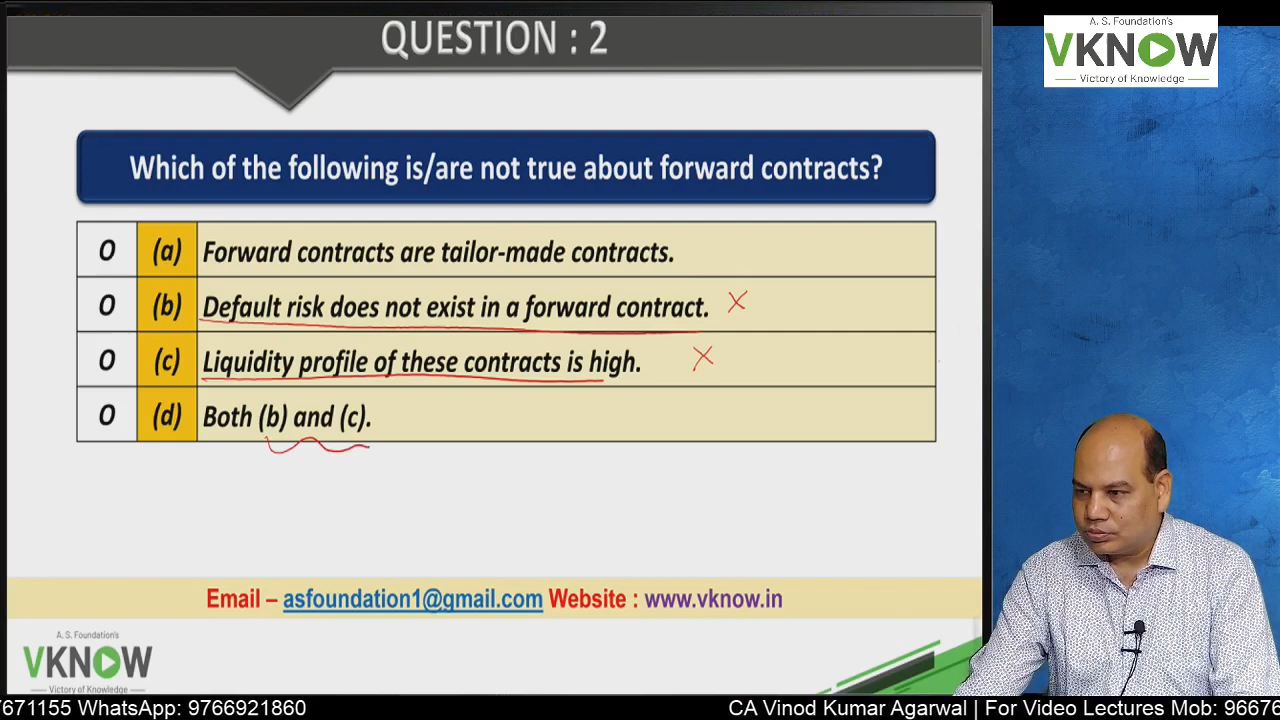 QUESTION : 2
A. S. Foundation's
VKNOW
Victory of Knowledge
Which of the following is/are not true about forward contracts?
O (a) Forward contracts are tailor-made contracts.
O (b) Default risk does not exist in a forward contract. X
O (c) Liquidity profile of these contracts is high. X
O (d) Both (b) and (c).
Email – asfoundation1@gmail.com Website : www.vknow.in
A. S. Foundation's
VKNOW
Victory of Knowledge
7671155 WhatsApp: 9766921860
CA Vinod Kumar Agarwal | For Video Lectures Mob: 96676